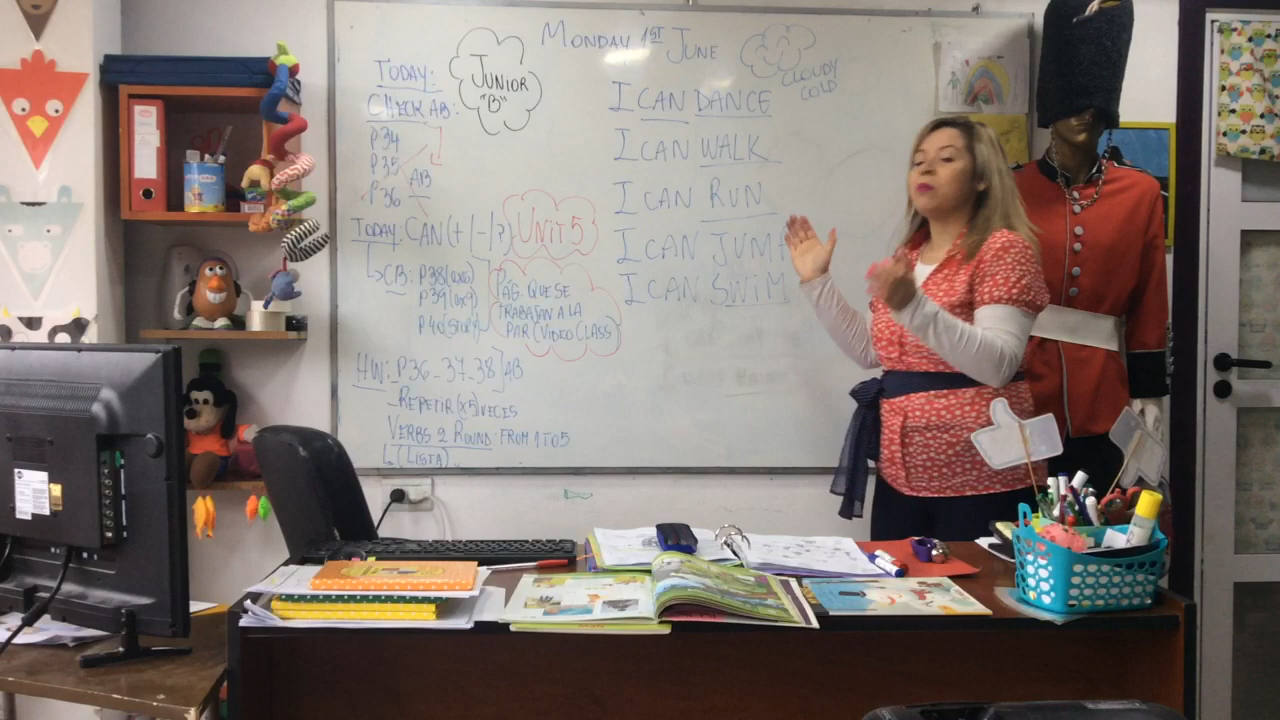 MONDAY 1ST JUNE
CLOUDY
COLD
JUNIOR
"B"
TODAY:
CHECK AB:
P34
P35
P36
AB
TODAY: CAN (+/-/?)
UNIT 5
CB: P38
P39
P40 (STORY)
PÁG. QUE SE
TRABAJAN A LA
PAR (VIDEO CLASS)
HW: P36-37-38] AB
- REPETIR (x5) VECES
VERBS 2 ROUND: FROM 1 TO 5
(LISTA)
I CAN DANCE
I CAN WALK
I CAN RUN
I CAN JUM
I CAN SWIM